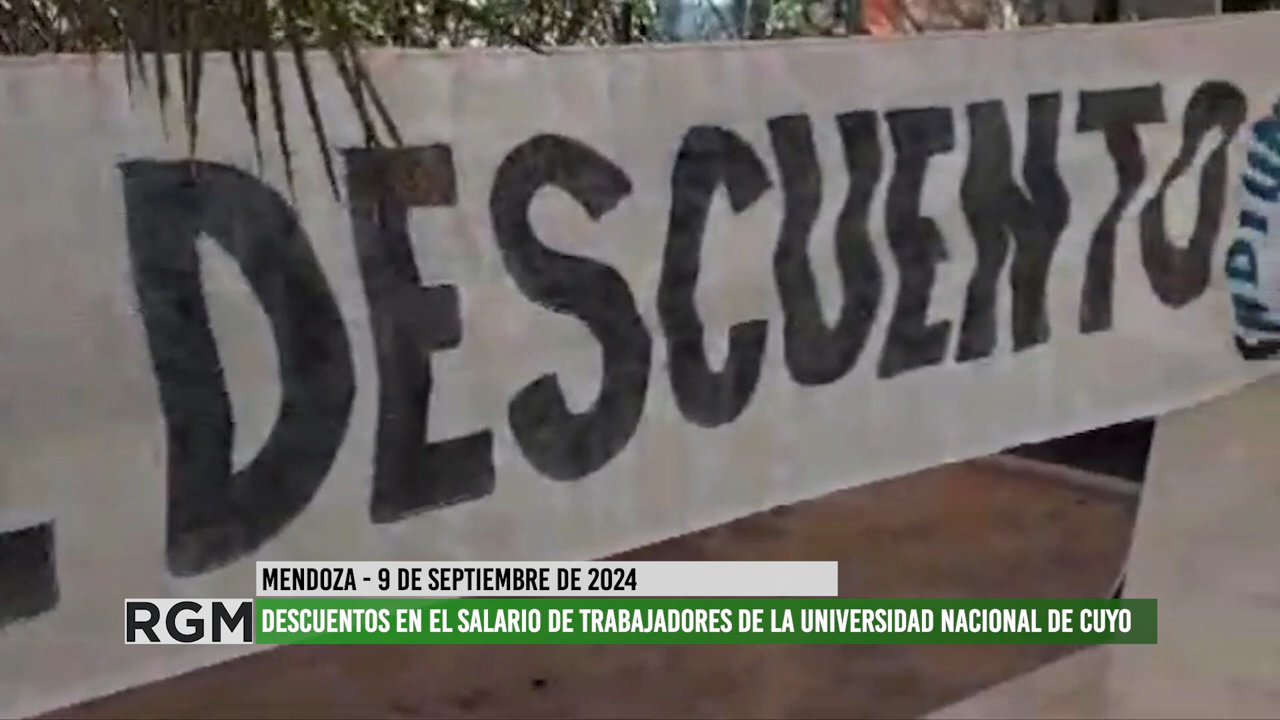 DESCUENTO
MENDOZA - 9 DE SEPTIEMBRE DE 2024
RGM
DESCUENTOS EN EL SALARIO DE TRABAJADORES DE LA UNIVERSIDAD NACIONAL DE CUYO